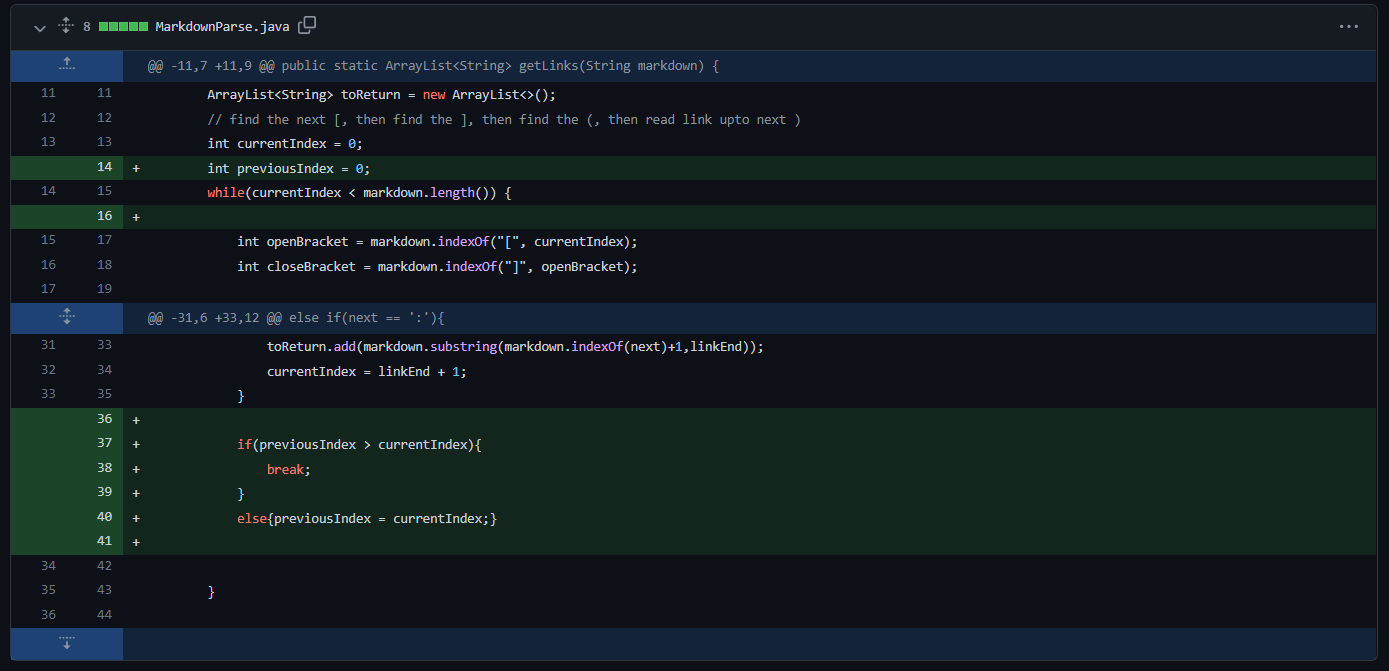 8 MarkdownParse.java
@@ -11,7 +11,9 @@ public static ArrayList<String> getLinks(String markdown) {
11 11 ArrayList<String> toReturn = new ArrayList<>();
12 12 // find the next [, then find the ], then find the (, then read link upto next )
13 13 int currentIndex = 0;
14 + int previousIndex = 0;
14 15 while(currentIndex < markdown.length()) {
16 +
15 17 int openBracket = markdown.indexOf("[", currentIndex);
16 18 int closeBracket = markdown.indexOf("]", openBracket);
17 19
@@ -31,6 +33,12 @@ else if(next == ':'){
31 33 toReturn.add(markdown.substring(markdown.indexOf(next)+1,linkEnd));
32 34 currentIndex = linkEnd + 1;
33 35 }
36 +
37 + if(previousIndex > currentIndex){
38 + break;
39 + }
40 + else{previousIndex = currentIndex;}
41 +
34 42
35 43 }
36 44